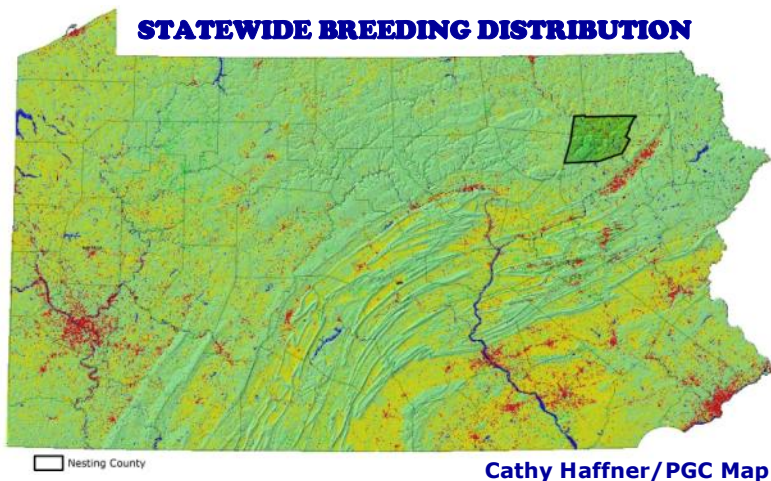 STATEWIDE BREEDING DISTRIBUTION
Nesting County
Cathy Haffner/PGC Map